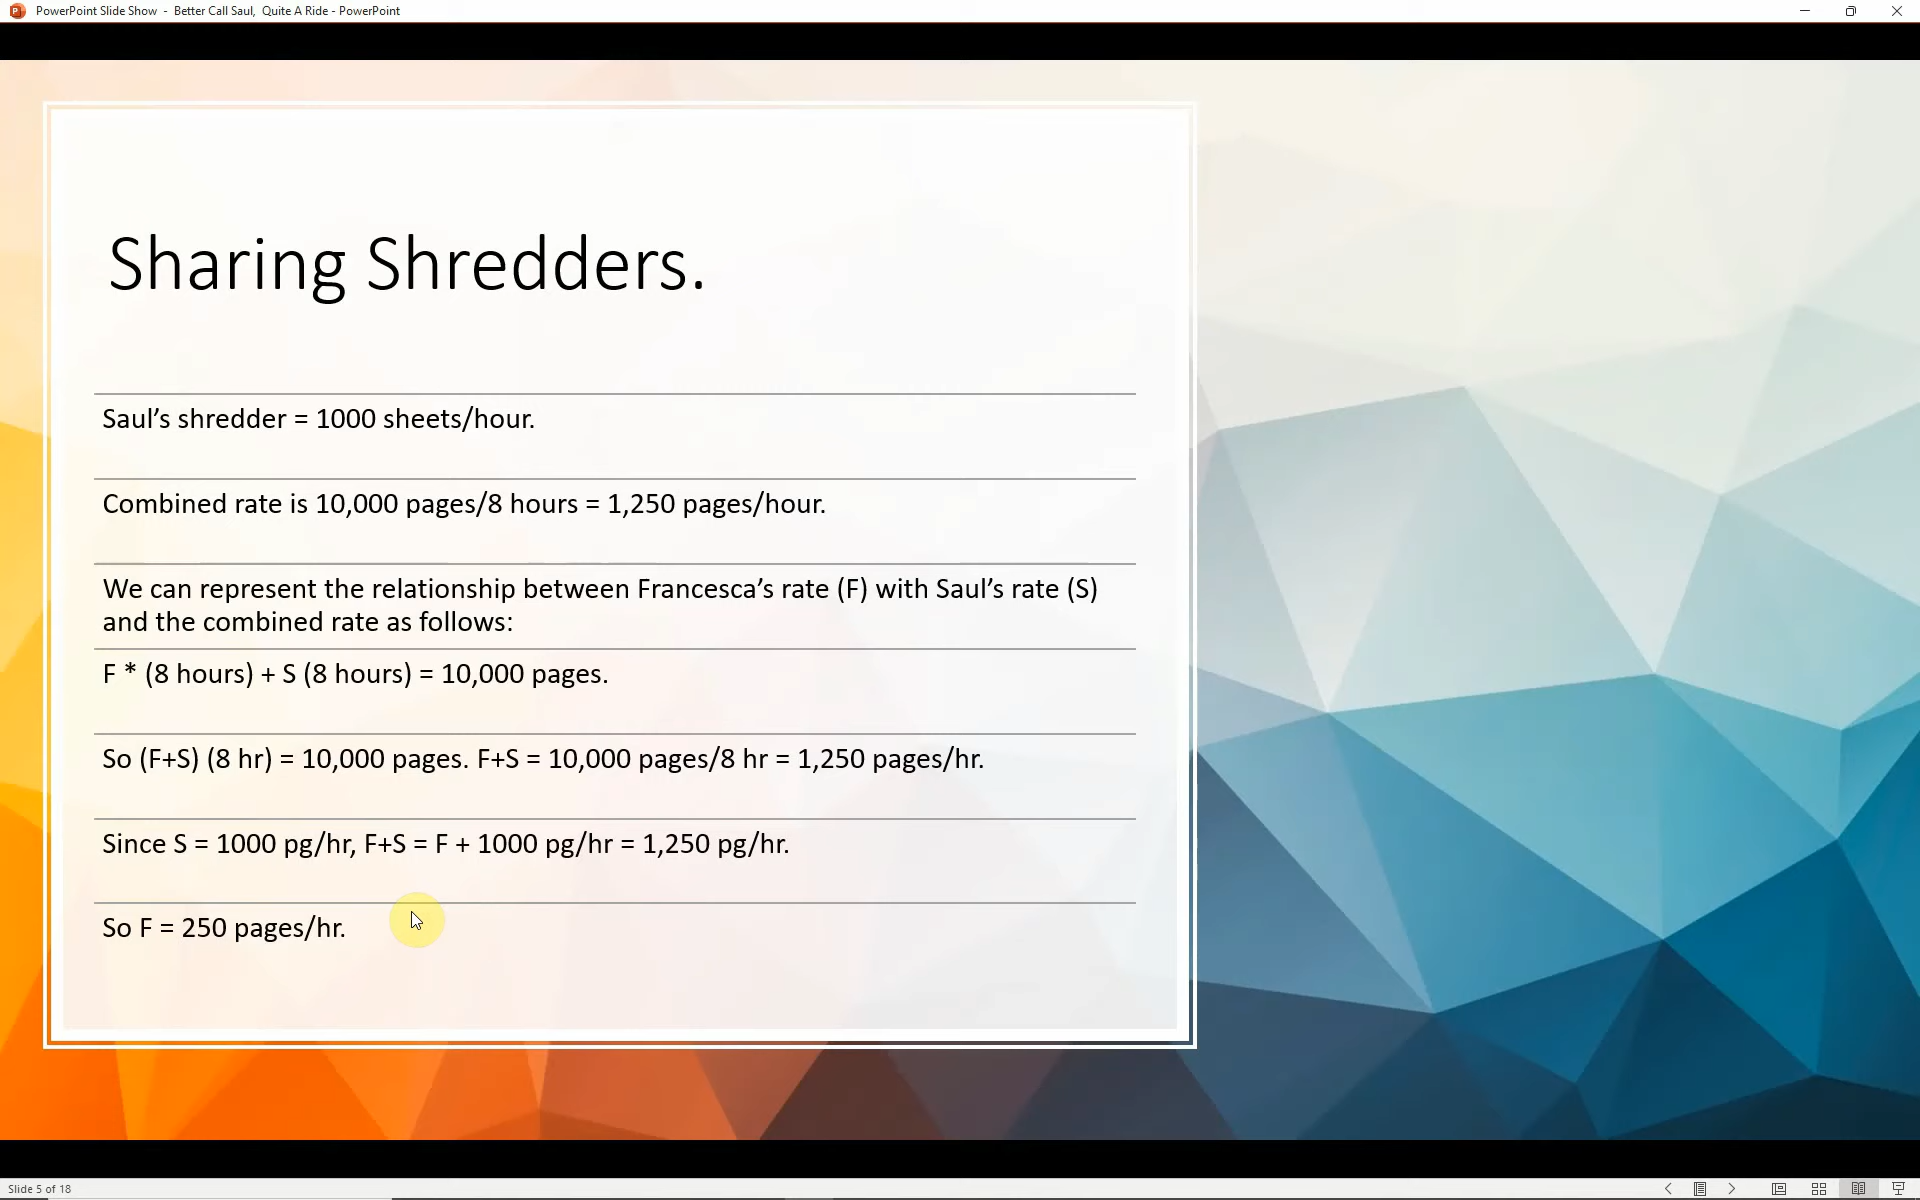 PowerPoint Slide Show - Better Call Saul, Quite A Ride - PowerPoint
Sharing Shredders.
Saul’s shredder = 1000 sheets/hour.
Combined rate is 10,000 pages/8 hours = 1,250 pages/hour.
We can represent the relationship between Francesca’s rate (F) with Saul’s rate (S)
and the combined rate as follows:
F * (8 hours) + S (8 hours) = 10,000 pages.
So (F+S) (8 hr) = 10,000 pages. F+S = 10,000 pages/8 hr = 1,250 pages/hr.
Since S = 1000 pg/hr, F+S = F + 1000 pg/hr = 1,250 pg/hr.
So F = 250 pages/hr.
Slide 5 of 18